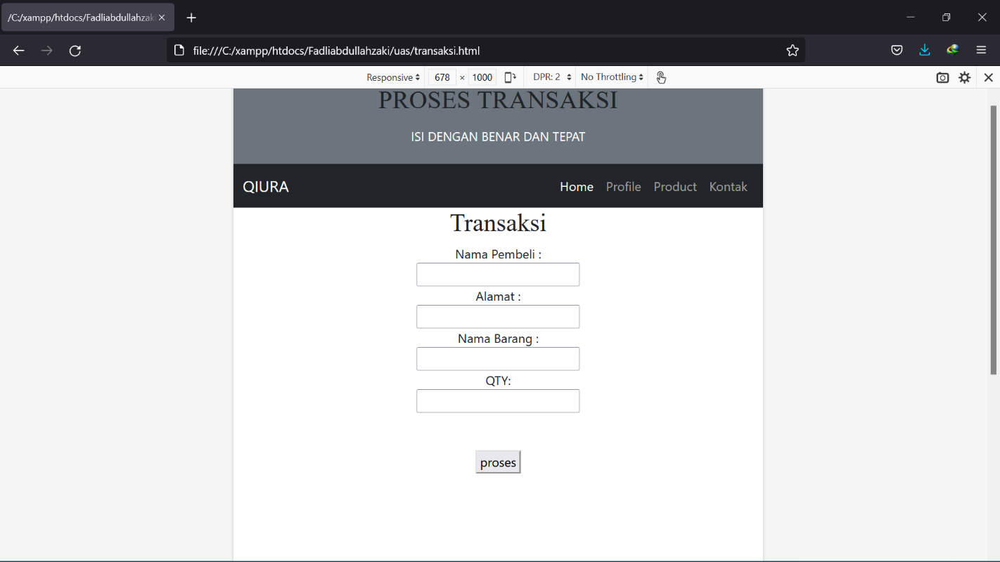 /C:/xampp/htdocs/Fadliabdullahzaki
file:///C:/xampp/htdocs/Fadliabdullahzaki/uas/transaksi.html
Responsive 678 × 1000 DPR: 2 No Throttling
PROSES TRANSAKSI
ISI DENGAN BENAR DAN TEPAT
QIURA Home Profile Product Kontak
Transaksi
Nama Pembeli :
Alamat :
Nama Barang :
QTY:
proses